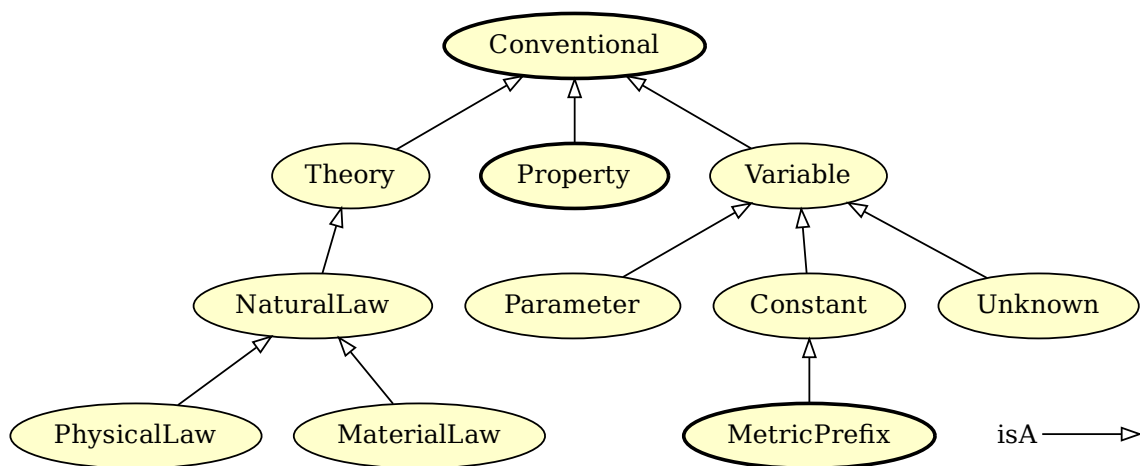 Conventional
Theory
Property
Variable
NaturalLaw
Parameter
Constant
Unknown
PhysicalLaw
MaterialLaw
MetricPrefix
isA